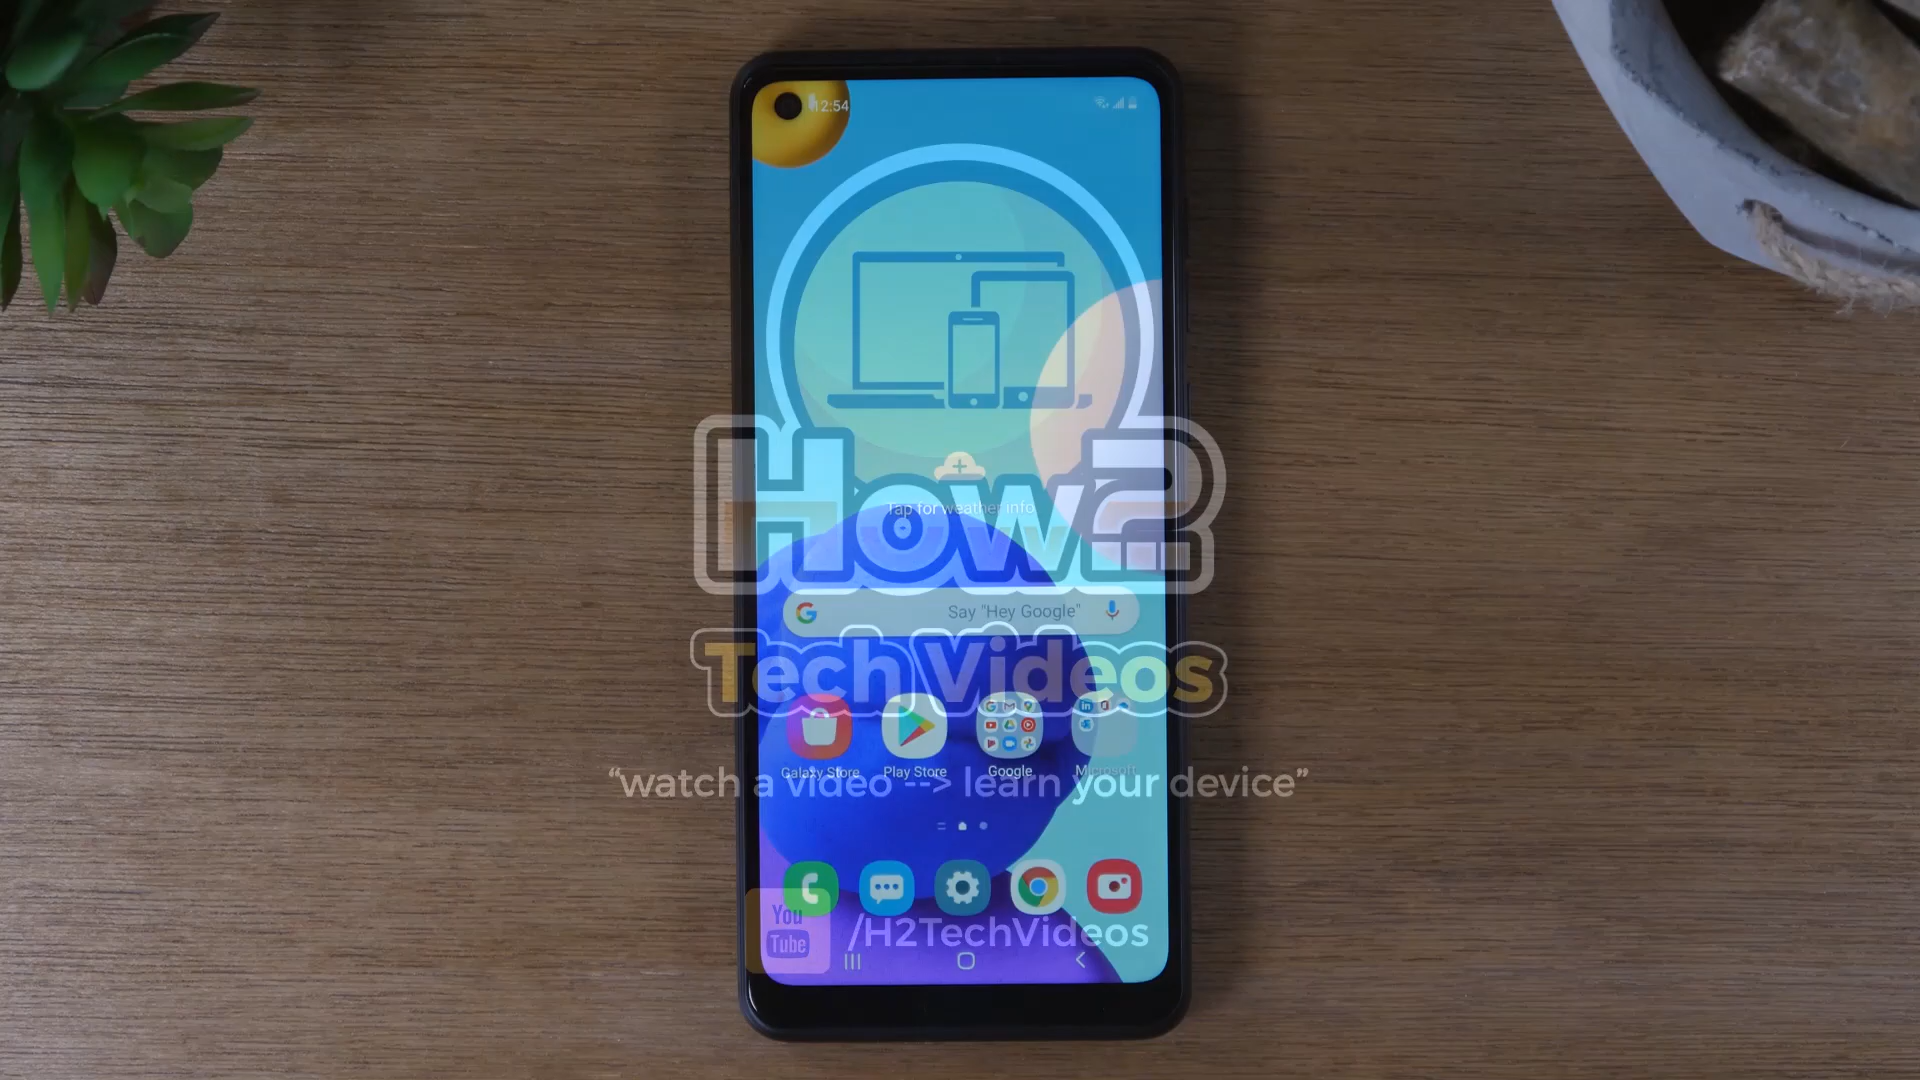 12:54
How2
Tap for weather info
Say "Hey Google"
Tech Videos
Galaxy Store
Play Store
Google
Microsoft
“watch a video --> learn your device”
You
Tube
/H2TechVideos